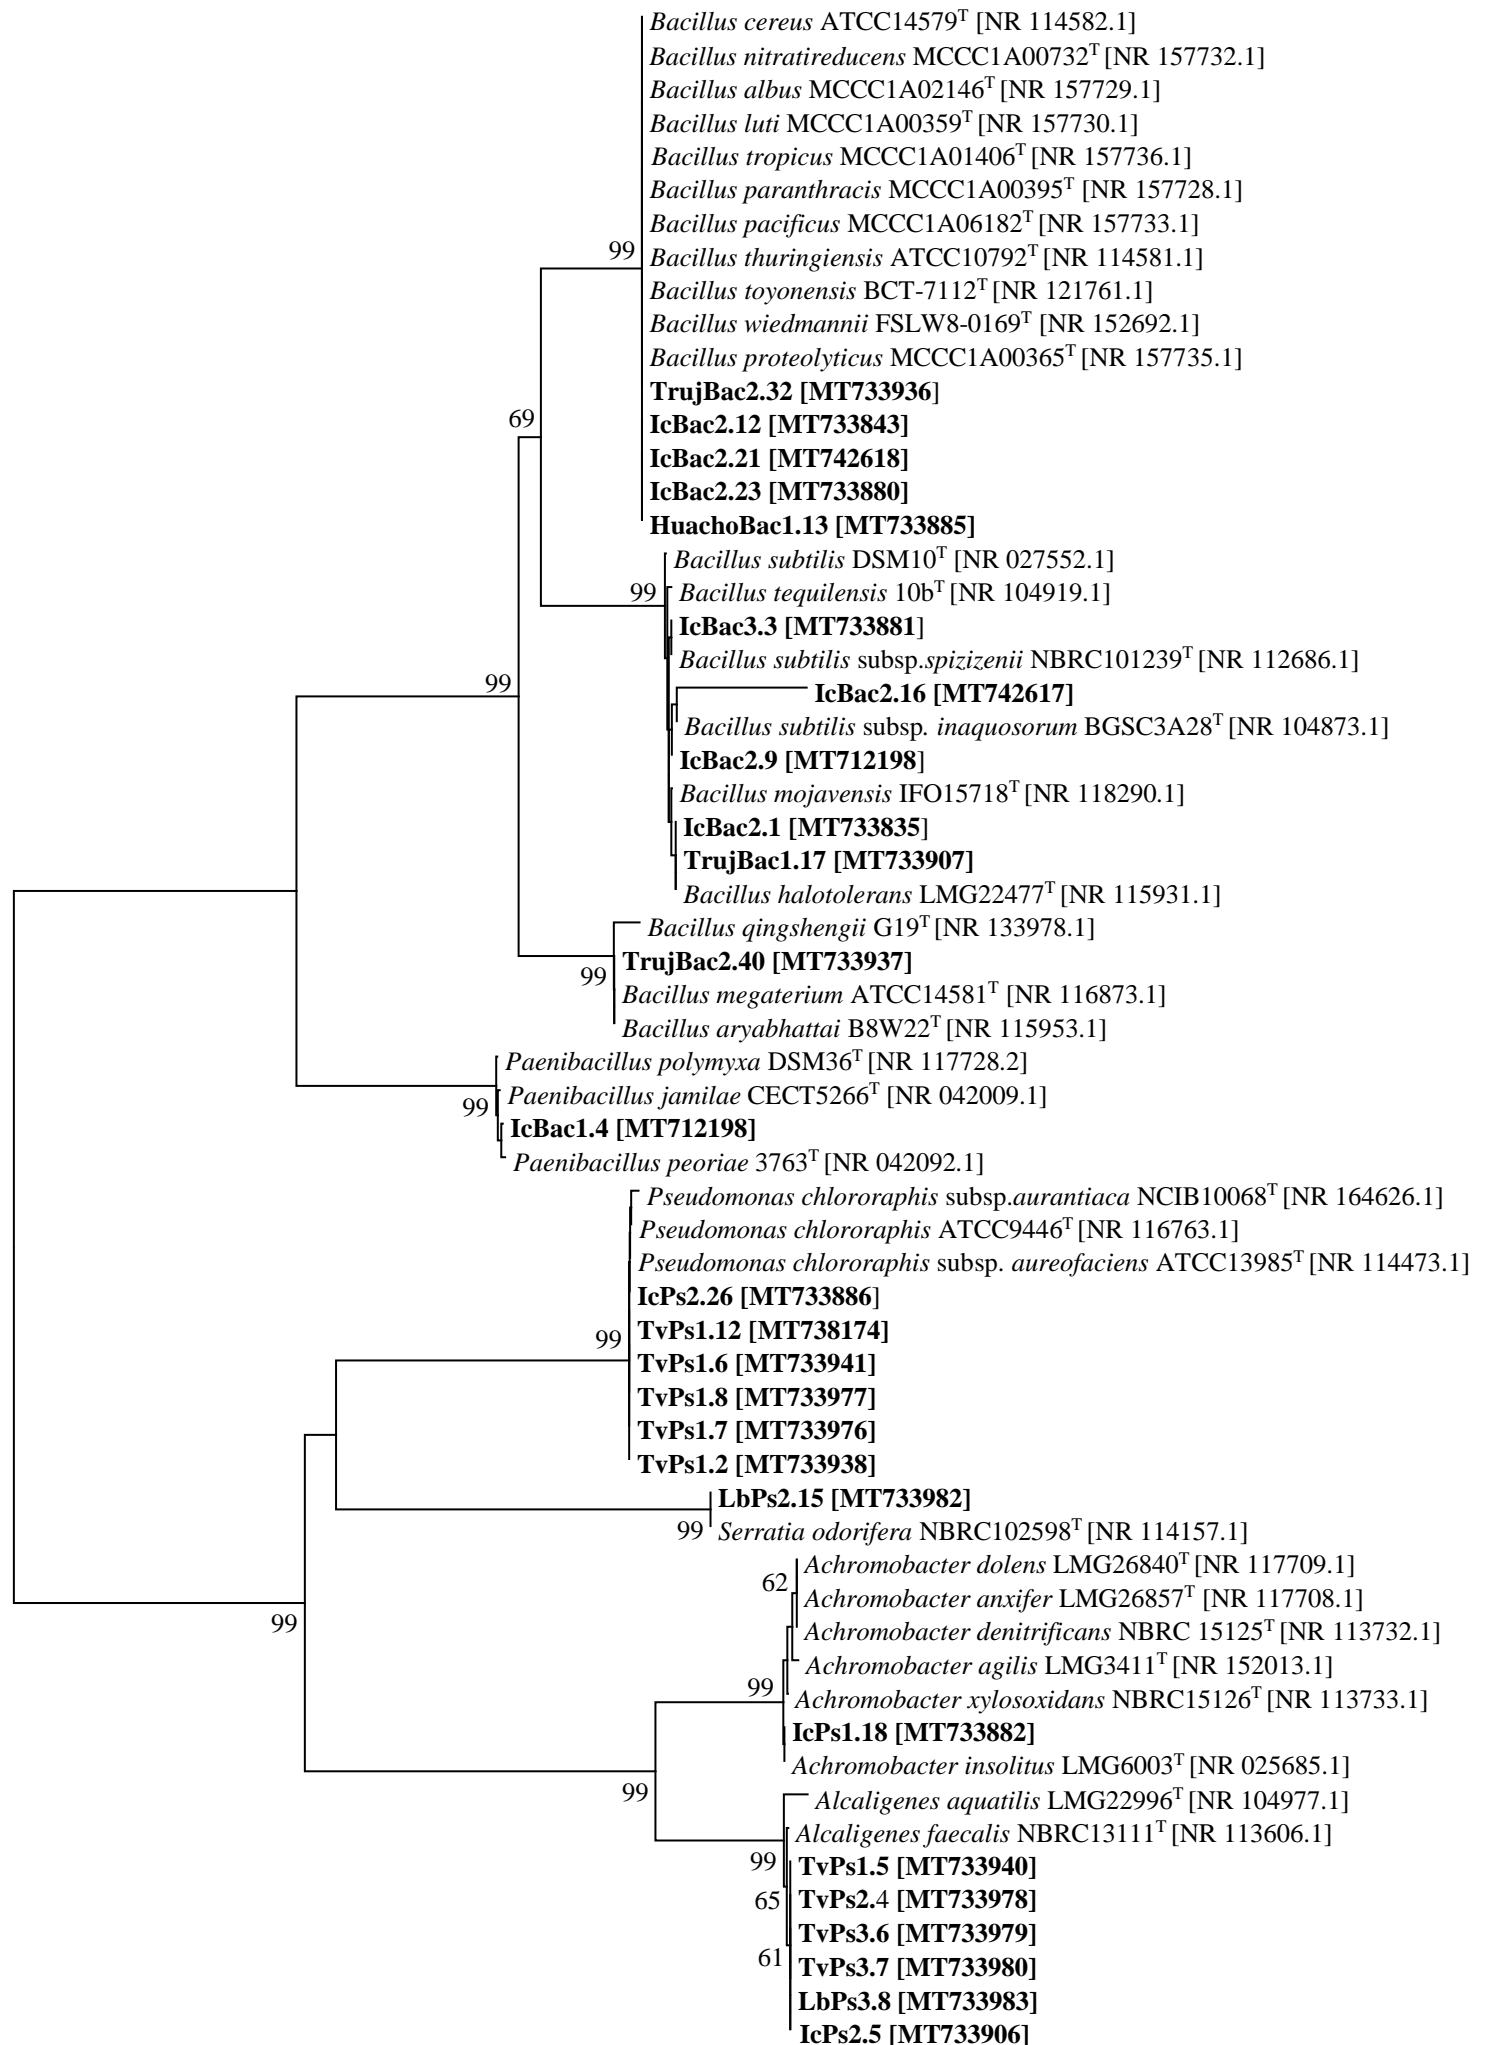 Bacillus cereus ATCC14579T [NR 114582.1]
Bacillus nitratireducens MCCC1A00732T [NR 157732.1]
Bacillus albus MCCC1A02146T [NR 157729.1]
Bacillus luti MCCC1A00359T [NR 157730.1]
Bacillus tropicus MCCC1A01406T [NR 157736.1]
Bacillus paranthracis MCCC1A00395T [NR 157728.1]
Bacillus pacificus MCCC1A06182T [NR 157733.1]
99
Bacillus thuringiensis ATCC10792T [NR 114581.1]
Bacillus toyonensis BCT-7112T [NR 121761.1]
Bacillus wiedmannii FSLW8-0169T [NR 152692.1]
Bacillus proteolyticus MCCC1A00365T [NR 157735.1]
TrujBac2.32 [MT733936]
69
IcBac2.12 [MT733843]
IcBac2.21 [MT742618]
IcBac2.23 [MT733880]
HuachoBac1.13 [MT733885]
Bacillus subtilis DSM10T [NR 027552.1]
99
Bacillus tequilensis 10bT [NR 104919.1]
IcBac3.3 [MT733881]
Bacillus subtilis subsp.spizizenii NBRC101239T [NR 112686.1]
99
IcBac2.16 [MT742617]
Bacillus subtilis subsp. inaquosorum BGSC3A28T [NR 104873.1]
IcBac2.9 [MT712198]
Bacillus mojavensis IFO15718T [NR 118290.1]
IcBac2.1 [MT733835]
TrujBac1.17 [MT733907]
Bacillus halotolerans LMG22477T [NR 115931.1]
Bacillus qingshengii G19T [NR 133978.1]
TrujBac2.40 [MT733937]
99
Bacillus megaterium ATCC14581T [NR 116873.1]
Bacillus aryabhattai B8W22T [NR 115953.1]
Paenibacillus polymyxa DSM36T [NR 117728.2]
Paenibacillus jamilae CECT5266T [NR 042009.1]
99
IcBac1.4 [MT712198]
Paenibacillus peoriae 3763T [NR 042092.1]
Pseudomonas chlororaphis subsp.aurantiaca NCIB10068T [NR 164626.1]
Pseudomonas chlororaphis ATCC9446T [NR 116763.1]
Pseudomonas chlororaphis subsp. aureofaciens ATCC13985T [NR 114473.1]
IcPs2.26 [MT733886]
TvPs1.12 [MT738174]
99
TvPs1.6 [MT733941]
TvPs1.8 [MT733977]
TvPs1.7 [MT733976]
TvPs1.2 [MT733938]
LbPs2.15 [MT733982]
99
Serratia odorifera NBRC102598T [NR 114157.1]
Achromobacter dolens LMG26840T [NR 117709.1]
62
Achromobacter anxifer LMG26857T [NR 117708.1]
99
Achromobacter denitrificans NBRC 15125T [NR 113732.1]
Achromobacter agilis LMG3411T [NR 152013.1]
99
Achromobacter xylosoxidans NBRC15126T [NR 113733.1]
IcPs1.18 [MT733882]
Achromobacter insolitus LMG6003T [NR 025685.1]
99
Alcaligenes aquatilis LMG22996T [NR 104977.1]
Alcaligenes faecalis NBRC13111T [NR 113606.1]
99
TvPs1.5 [MT733940]
65
TvPs2.4 [MT733978]
TvPs3.6 [MT733979]
61
TvPs3.7 [MT733980]
LbPs3.8 [MT733983]
IcPs2.5 [MT733906]